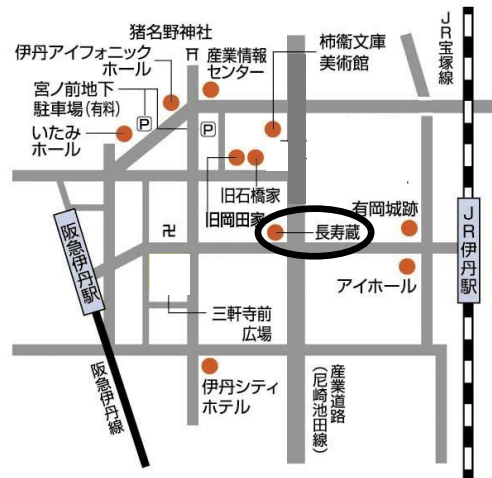 猪名野神社
伊丹アイフォニック
ホール
産業情報
センター
柿衞文庫
美術館
JR宝塚線
宮ノ前地下
駐車場(有料)
P
P
いたみ
ホール
旧石橋家
旧岡田家
卍
長寿蔵
有岡城跡
JR伊丹駅
阪急伊丹駅
アイホール
三軒寺前
広場
伊丹シティ
ホテル
産業道路
(尼崎池田線)
阪急伊丹線